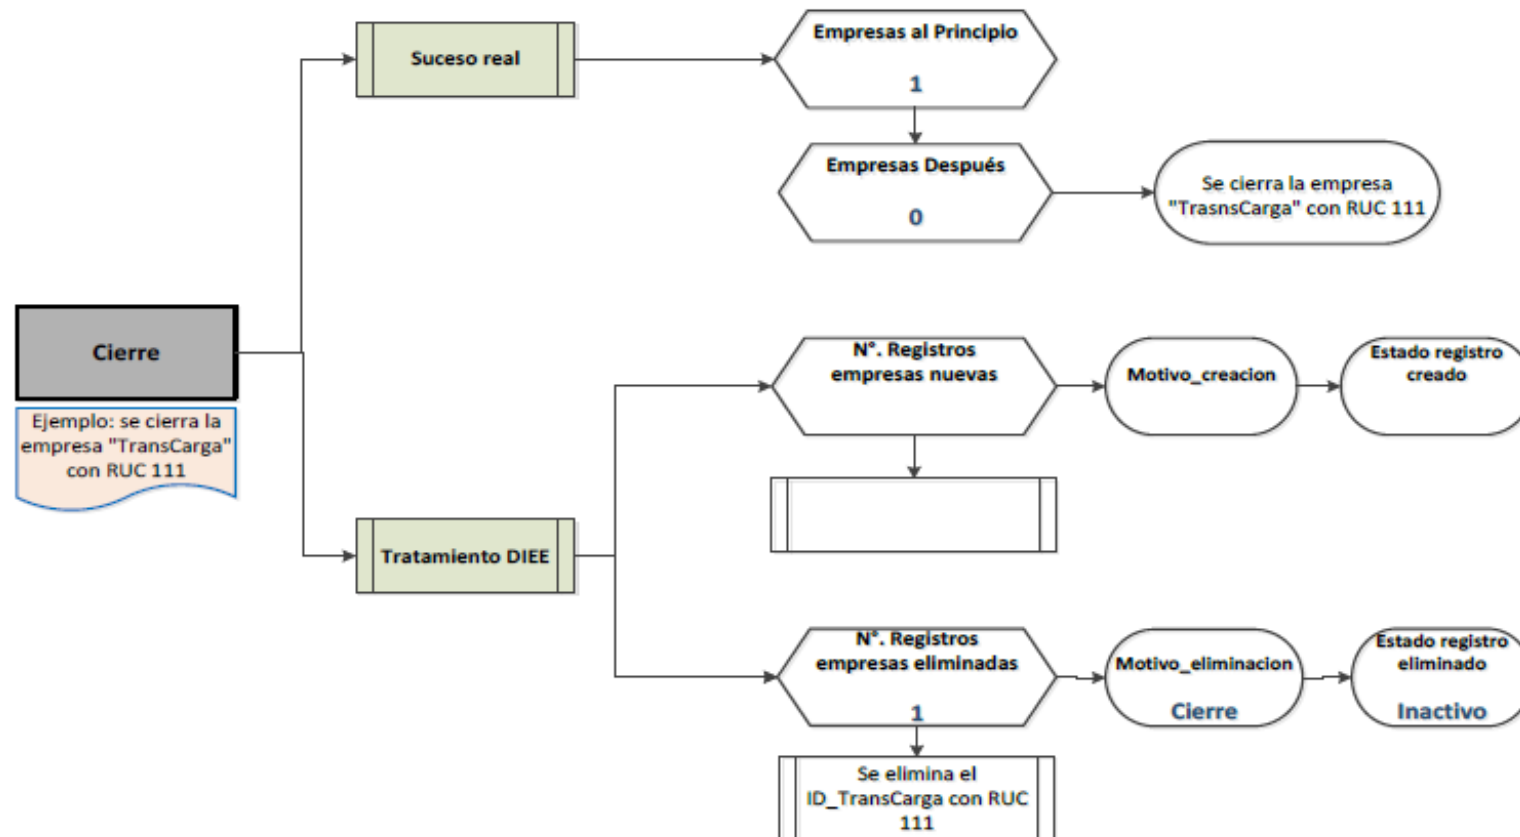 Suceso real
Empresas al Principio
1
Empresas Después
0
Se cierra la empresa
"TrasnsCarga" con RUC 111
Cierre
Ejemplo: se cierra la
empresa "TransCarga"
con RUC 111
Tratamiento DIEE
N°. Registros
empresas nuevas
Motivo_creacion
Estado registro
creado
N°. Registros
empresas eliminadas
1
Motivo_eliminacion
Cierre
Estado registro
eliminado
Inactivo
Se elimina el
ID_TransCarga con RUC
111